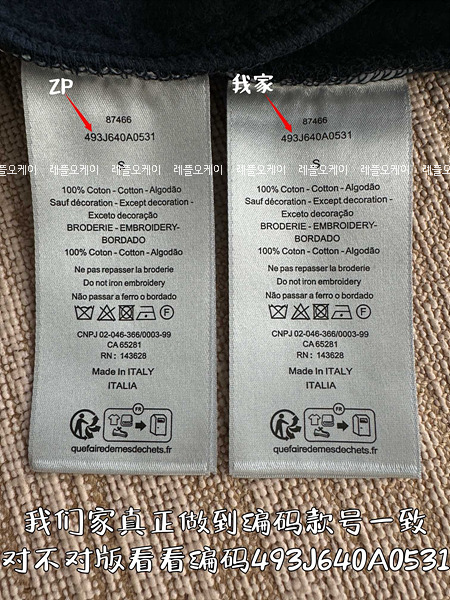 ZP
我家
87466
493J640A0531
S
100% Coton - Cotton - Algodão
Sauf décoration - Except decoration -
Exceto decoração
BRODERIE - EMBROIDERY-
BORDADO
100% Coton - Cotton - Algodão
Ne pas repasser la broderie
Do not iron embroidery
Não passar a ferro o bordado
CNPJ 02-046-366/0003-99
CA 65281
RN : 143628
Made In ITALY
ITALIA
FR
quefairedemesdechets.fr
87466
493J640A0531
S
100% Coton - Cotton - Algodão
Sauf décoration - Except decoration -
Exceto decoração
BRODERIE - EMBROIDERY-
BORDADO
100% Coton - Cotton - Algodão
Ne pas repasser la broderie
Do not iron embroidery
Não passar a ferro o bordado
CNPJ 02-046-366/0003-99
CA 65281
RN : 143628
Made In ITALY
ITALIA
FR
quefairedemesdechets.fr
레플오케이 레플오케이 레플오케이 레플오케이 레플오케이 레플오케이 레플오케이
我们家真正做到编码款号一致
对不对版看看编码493J640A0531